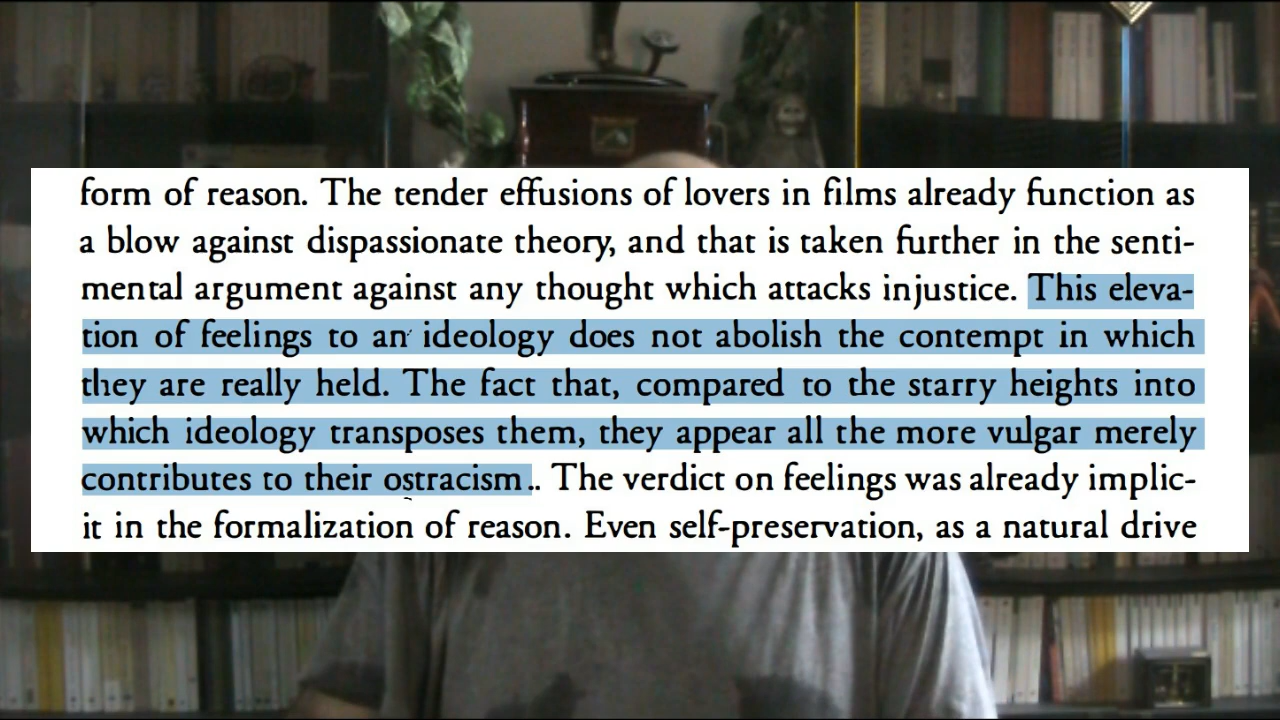 form of reason. The tender effusions of lovers in films already function as
a blow against dispassionate theory, and that is taken further in the senti-
mental argument against any thought which attacks injustice. This eleva-
tion of feelings to an ideology does not abolish the contempt in which
they are really held. The fact that, compared to the starry heights into
which ideology transposes them, they appear all the more vulgar merely
contributes to their ostracism.. The verdict on feelings was already implic-
it in the formalization of reason. Even self-preservation, as a natural drive